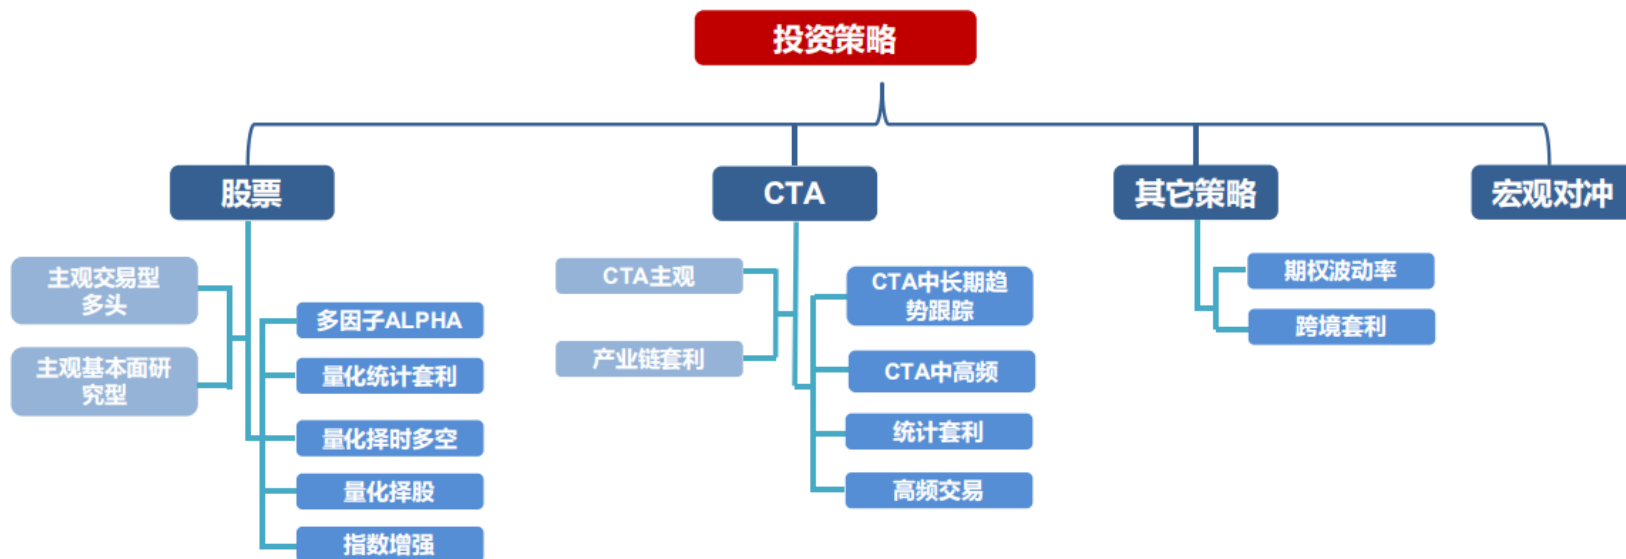 投资策略
股票
CTA
其它策略
宏观对冲
主观交易型
多头
主观基本面研
究型
多因子ALPHA
量化统计套利
量化择时多空
量化择股
指数增强
CTA主观
产业链套利
CTA中长期趋
势跟踪
CTA中高频
统计套利
高频交易
期权波动率
跨境套利